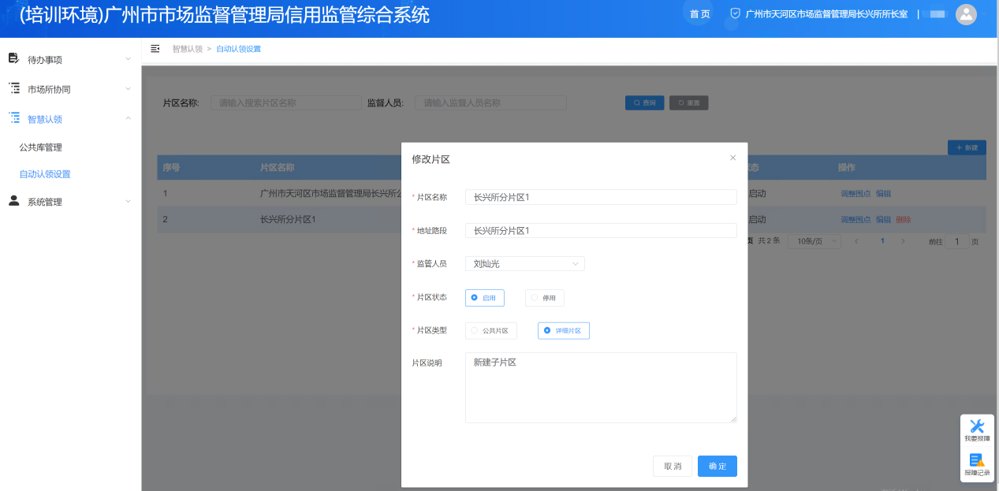 (培训环境)广州市市场监督管理局信用监管综合系统
首页
广州市天河区市场监督管理局长兴所所长室 |
待办事项
市场所协同
智慧认领
公共库管理
自动认领设置
系统管理
智慧认领 > 自动认领设置
片区名称: 请输入搜索片区名称 监督人员: 请输入监督人员名称 查询 重置
+ 新建
序号 片区名称 操作
1 广州市天河区市场监督管理局长兴所 启动 调整围点 编辑
2 长兴所分片区1 启动 调整围点 编辑 删除
页 共 2 条 10条/页 < 1 > 前往 1 页
修改片区 ×
* 片区名称 长兴所分片区1
* 地址路段 长兴所分片区1
* 监管人员 刘灿光
* 片区状态 启用 停用
* 片区类型 公共片区 详细片区
片区说明 新建子片区
取消 确定
我要报障
报障记录